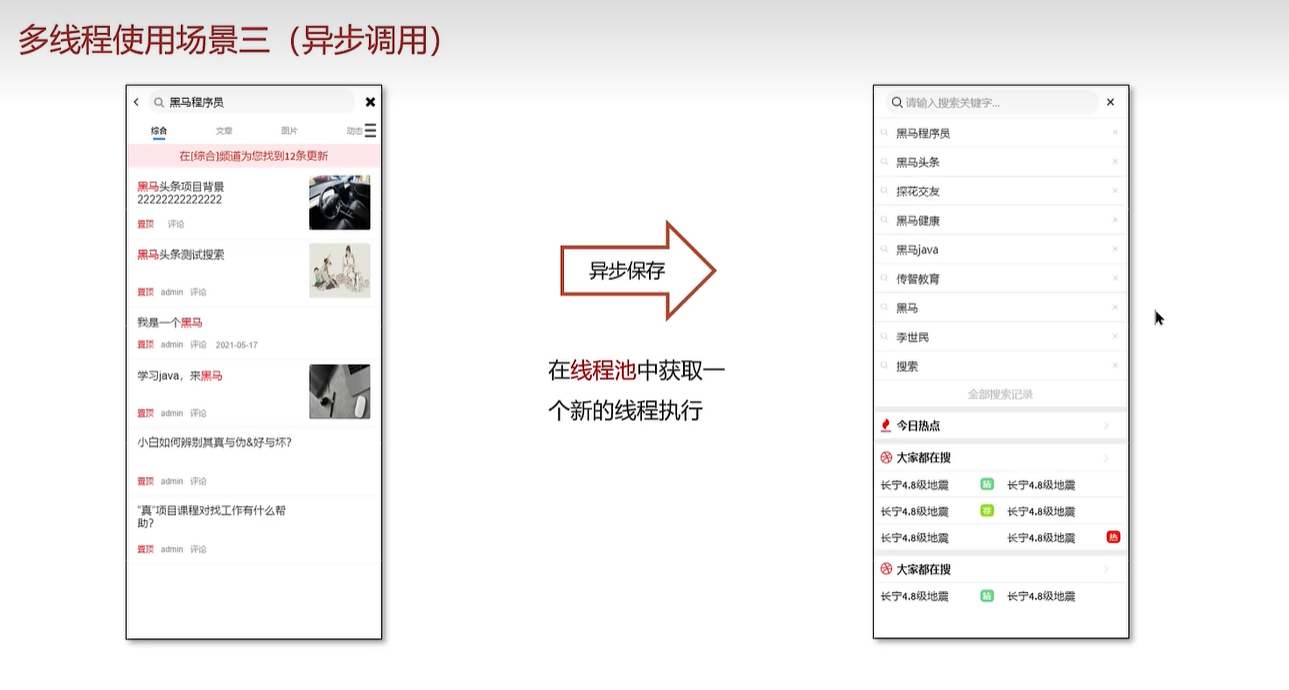 多线程使用场景三（异步调用）
黑马程序员
综合 文章 图片 动态
在[综合]频道为您找到12条更新
黑马头条项目背景
22222222222222
置顶 评论
黑马头条测试搜索
置顶 admin 评论
我是一个黑马
置顶 admin 评论 2021-05-17
学习java，来黑马
置顶 admin 评论
小白如何辨别其真与伪&好与坏?
置顶 admin 评论
"真"项目课程对找工作有什么帮
助?
置顶 admin 评论
异步保存
在线程池中获取一
个新的线程执行
请输入搜索关键字...
黑马程序员
黑马头条
探花交友
黑马健康
黑马java
传智教育
黑马
李世民
搜索
全部搜索记录
今日热点
大家都在搜
长宁4.8级地震 长宁4.8级地震
长宁4.8级地震 荐 长宁4.8级地震
长宁4.8级地震 长宁4.8级地震 热
大家都在搜
长宁4.8级地震 长宁4.8级地震